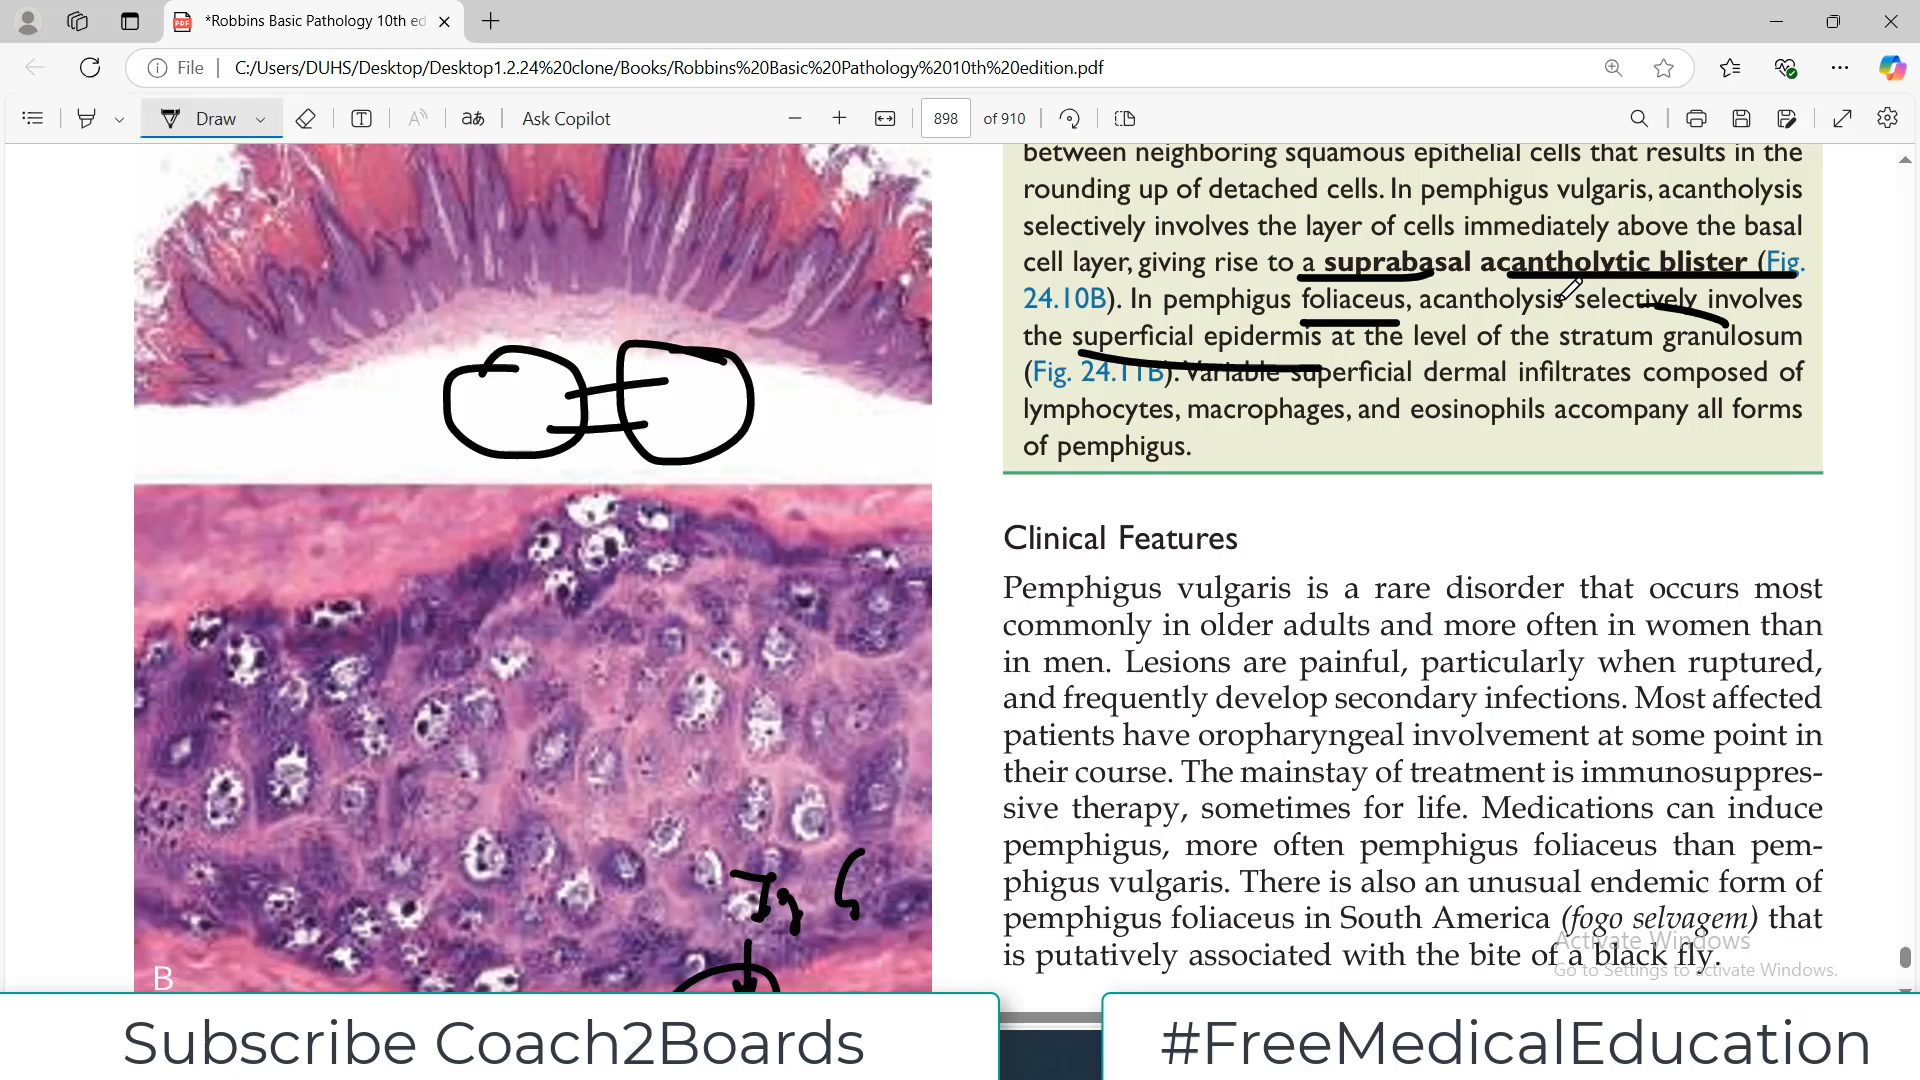 *Robbins Basic Pathology 10th ed
File
C:/Users/DUHS/Desktop/Desktop1.2.24%20clone/Books/Robbins%20Basic%20Pathology%2010th%20edition.pdf
Draw
aあ
Ask Copilot
898
of 910
between neighboring squamous epithelial cells that results in the
rounding up of detached cells. In pemphigus vulgaris, acantholysis
selectively involves the layer of cells immediately above the basal
cell layer, giving rise to a suprabasal acantholytic blister (Fig.
24.10B). In pemphigus foliaceus, acantholysis selectively involves
the superficial epidermis at the level of the stratum granulosum
(Fig. 24.11B). Variable superficial dermal infiltrates composed of
lymphocytes, macrophages, and eosinophils accompany all forms
of pemphigus.
Clinical Features
Pemphigus vulgaris is a rare disorder that occurs most
commonly in older adults and more often in women than
in men. Lesions are painful, particularly when ruptured,
and frequently develop secondary infections. Most affected
patients have oropharyngeal involvement at some point in
their course. The mainstay of treatment is immunosuppres-
sive therapy, sometimes for life. Medications can induce
pemphigus, more often pemphigus foliaceus than pem-
phigus vulgaris. There is also an unusual endemic form of
pemphigus foliaceus in South America (fogo selvagem) that
is putatively associated with the bite of a black fly.
Ig G
B
Activate Windows
Go to Settings to activate Windows.
Subscribe Coach2Boards
#FreeMedicalEducation